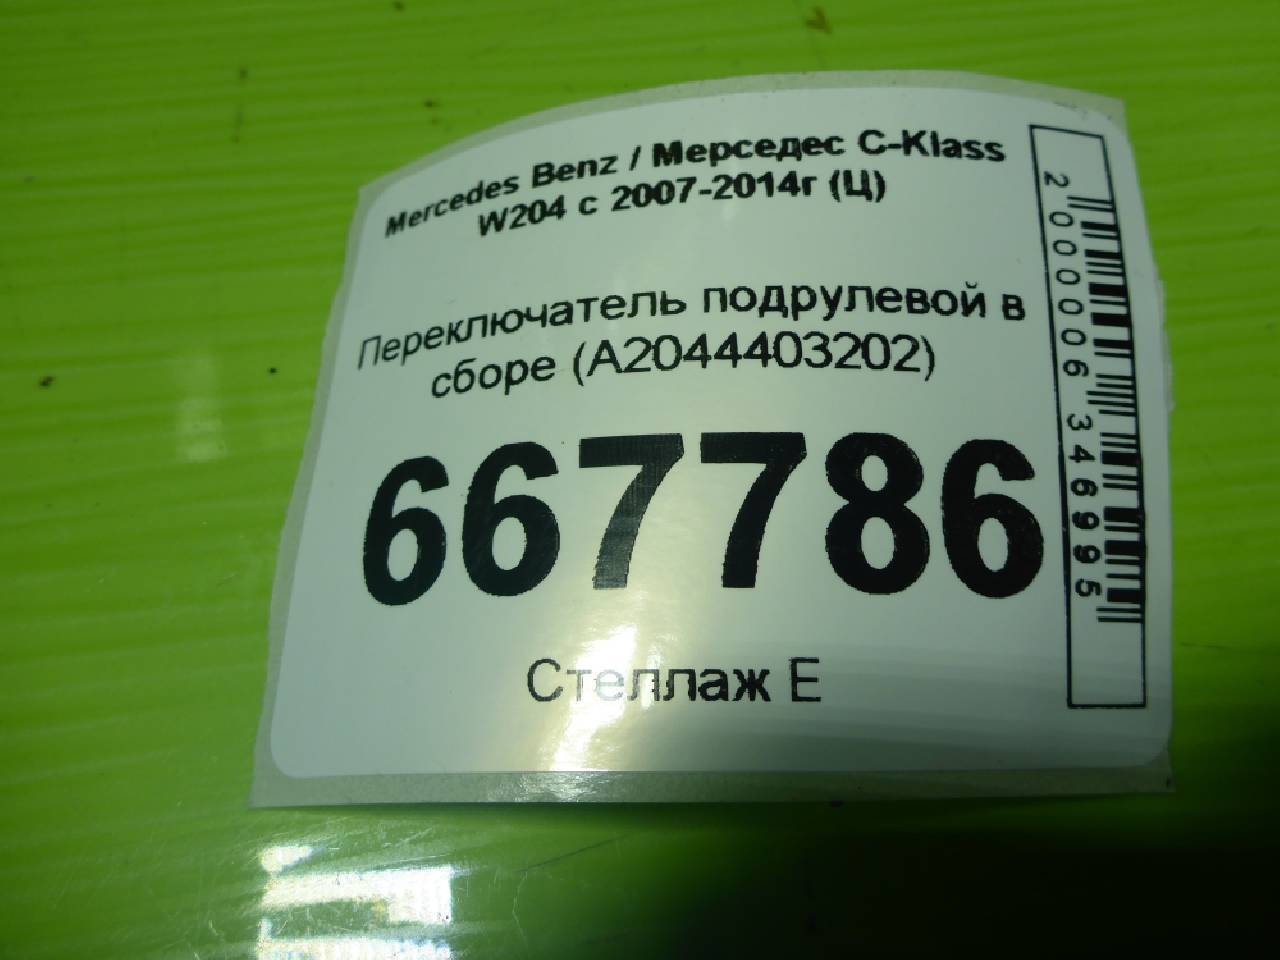 Mercedes Benz / Мерседес C-Klass
W204 с 2007-2014г (Ц)
Переключатель подрулевой в
сборе (A2044403202)
667786
Стеллаж Е
2000006346995